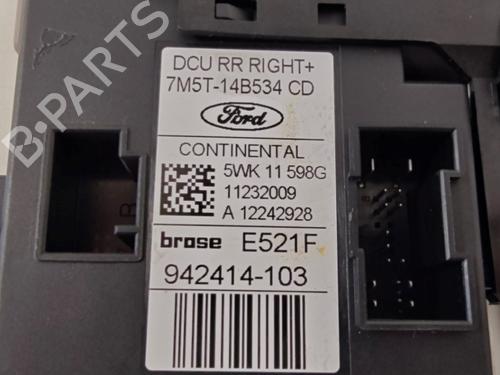 DCU RR RIGHT+
7M5T-14B534 CD
Ford
CONTINENTAL
5WK 11 598G
11232009
A 12242928
brose E521F
942414-103
B-PARTS